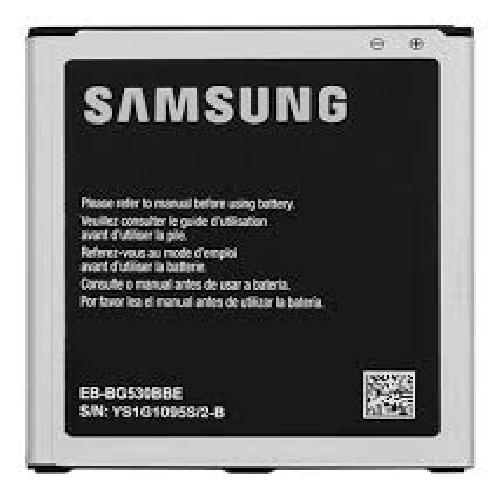 SAMSUNG
Please refer to manual before using battery.
Veuillez consulter le guide d'utilisation
avant d'utiliser la pile.
Referez-vous au mode d'emploi
avant d'utiliser la batterie.
Consulte o manual antes de usar a bateria.
Por favor lea el manual antes de utilizar la bateria.
EB-BG530BBE
S/N: YS1G1095S/2-B